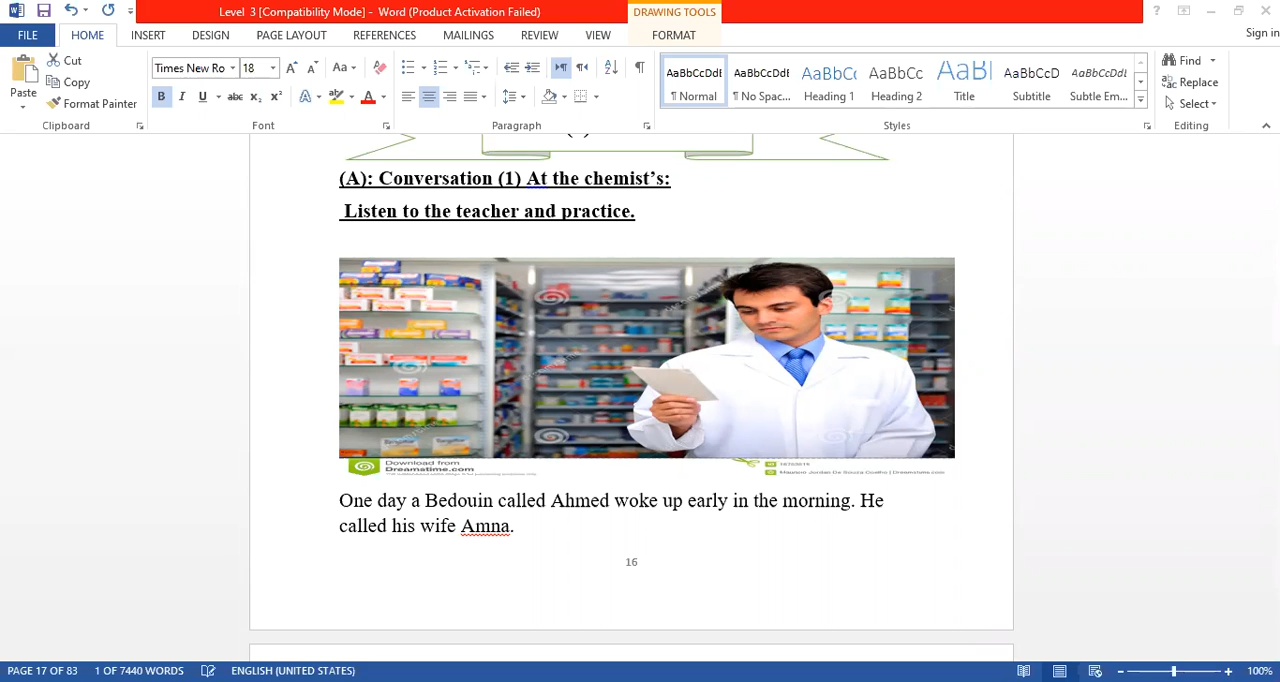 Level 3 [Compatibility Mode] - Word (Product Activation Failed)
DRAWING TOOLS
FILE HOME INSERT DESIGN PAGE LAYOUT REFERENCES MAILINGS REVIEW VIEW FORMAT Sign in
Paste
Cut
Copy
Format Painter
Clipboard
Times New Ro 18
Font
Paragraph
AaBbCcDdE AaBbCcDdE AaBbCc AaBbCc AaBl AaBbCcD AaBbCcDd
¶ Normal ¶ No Spac... Heading 1 Heading 2 Title Subtitle Subtle Em...
Styles
Find
Replace
Select
Editing
(A): Conversation (1) At the chemist's:
Listen to the teacher and practice.
Download from
Dreamstime.com
One day a Bedouin called Ahmed woke up early in the morning. He
called his wife Amna.
16
PAGE 17 OF 83 1 OF 7440 WORDS ENGLISH (UNITED STATES) 100%